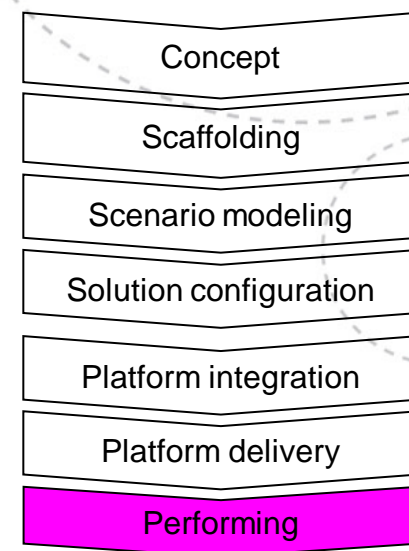 Concept
Scaffolding
Scenario modeling
Solution configuration
Platform integration
Platform delivery
Performing